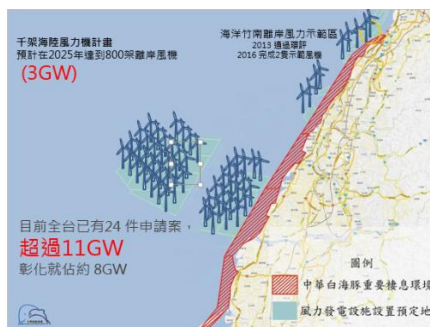 千架海陸風力機計畫
預計在2025年達到800架離岸風機
(3GW)
海洋竹南離岸風力示範區
2013 通過環評
2016 完成2隻示範風機
目前全台已有24 件申請案，
超過11GW
彰化就佔約 8GW
圖例
中華白海豚重要棲息環境
風力發電設施設置預定地